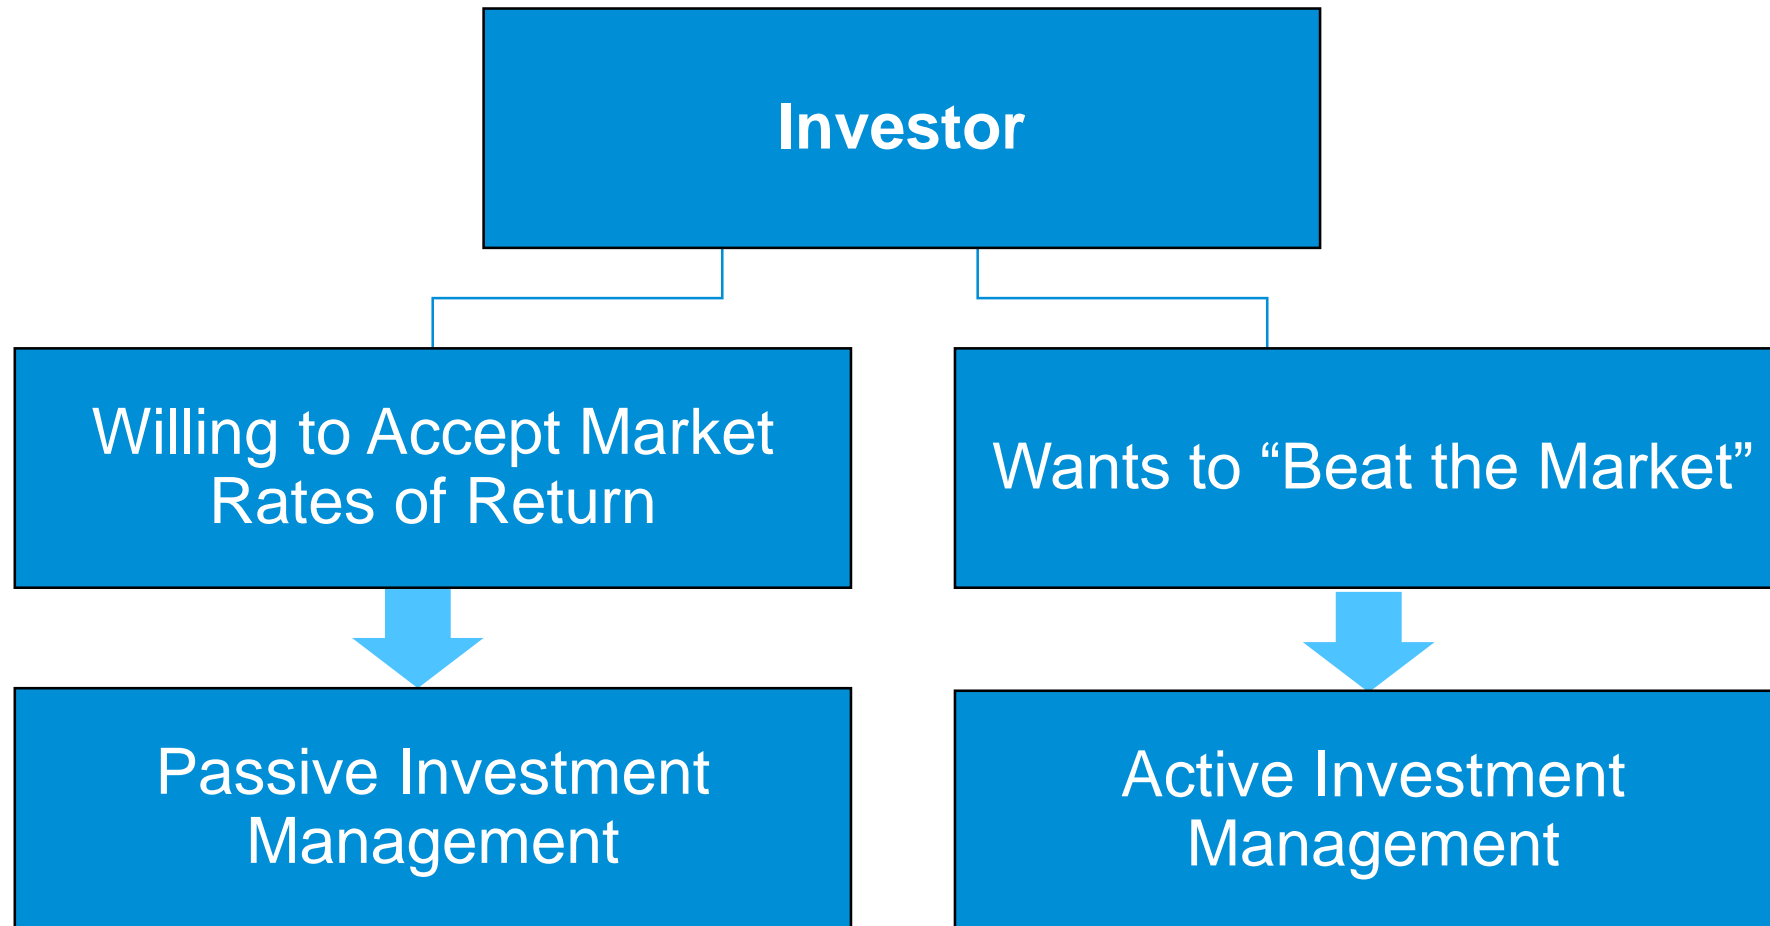 Investor
Willing to Accept Market
Rates of Return
Wants to “Beat the Market”
Passive Investment
Management
Active Investment
Management